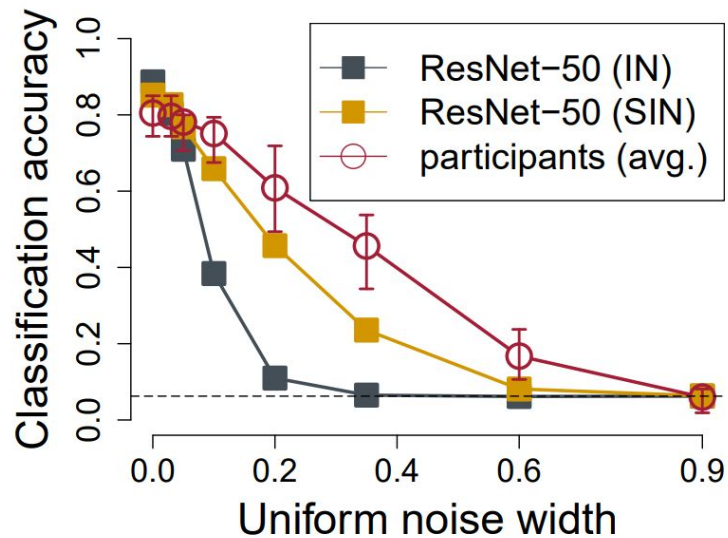 Classification accuracy
1.0
0.8
0.6
0.4
0.2
0.0
ResNet−50 (IN)
ResNet−50 (SIN)
participants (avg.)
0.0 0.2 0.4 0.6 0.9
Uniform noise width